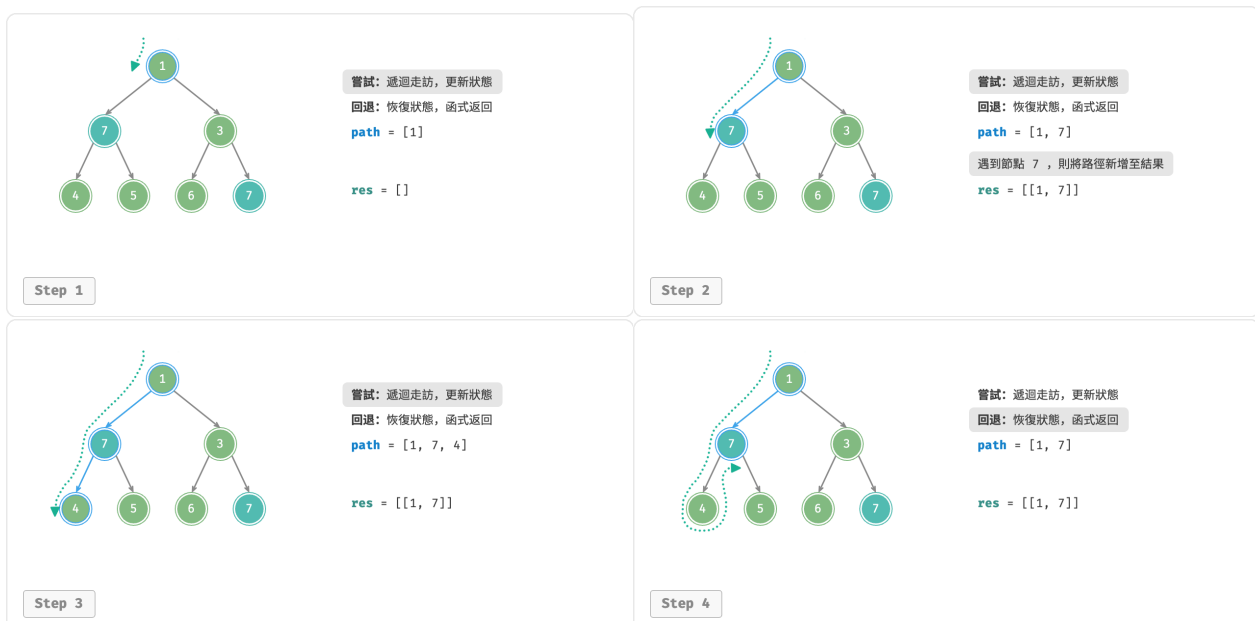 1
嘗試：遞迴走訪，更新狀態
回退：恢復狀態，函式返回
path = [1]
7
3
res = []
4
5
6
7
Step 1
1
嘗試：遞迴走訪，更新狀態
回退：恢復狀態，函式返回
path = [1, 7]
7
3
遇到節點 7 ，則將路徑新增至結果
res = [[1, 7]]
4
5
6
7
Step 2
1
嘗試：遞迴走訪，更新狀態
回退：恢復狀態，函式返回
path = [1, 7, 4]
7
3
res = [[1, 7]]
4
5
6
7
Step 3
1
嘗試：遞迴走訪，更新狀態
回退：恢復狀態，函式返回
path = [1, 7]
7
3
res = [[1, 7]]
4
5
6
7
Step 4